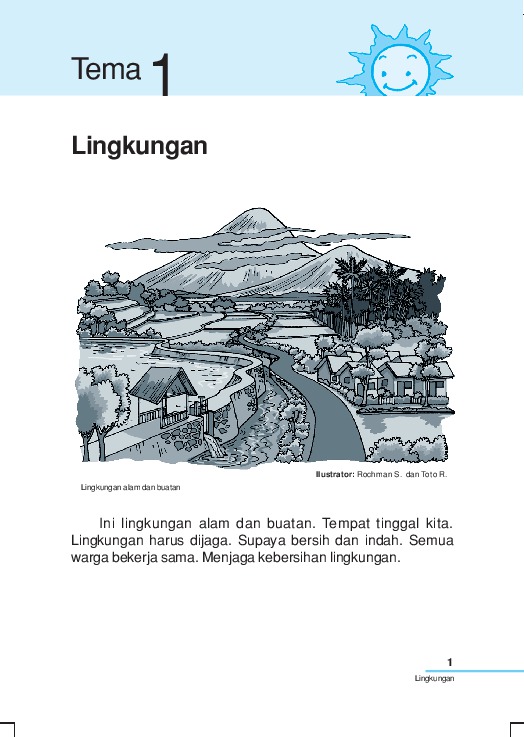 Tema 1
Lingkungan
Ilustrator: Rochman S. dan Toto R.
Lingkungan alam dan buatan
Ini lingkungan alam dan buatan. Tempat tinggal kita.
Lingkungan harus dijaga. Supaya bersih dan indah. Semua
warga bekerja sama. Menjaga kebersihan lingkungan.
1
Lingkungan